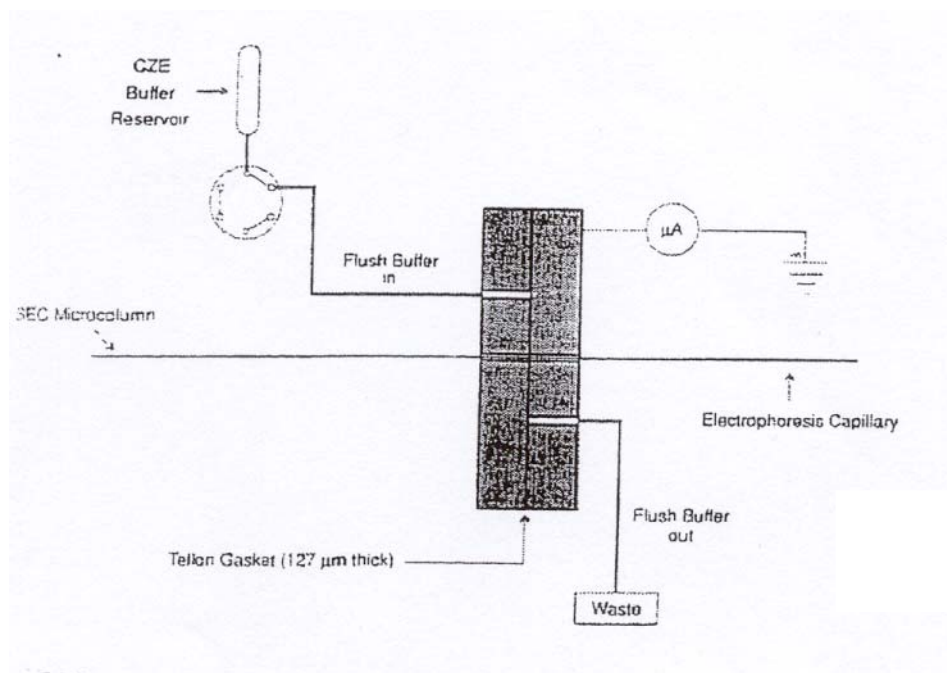 CZE
Buffer
Reservoir
µA
Flush Buffer
in
SEC Microcolumn
Electrophoresis Capillary
Flush Buffer
out
Teflon Gasket (127 µm thick)
Waste